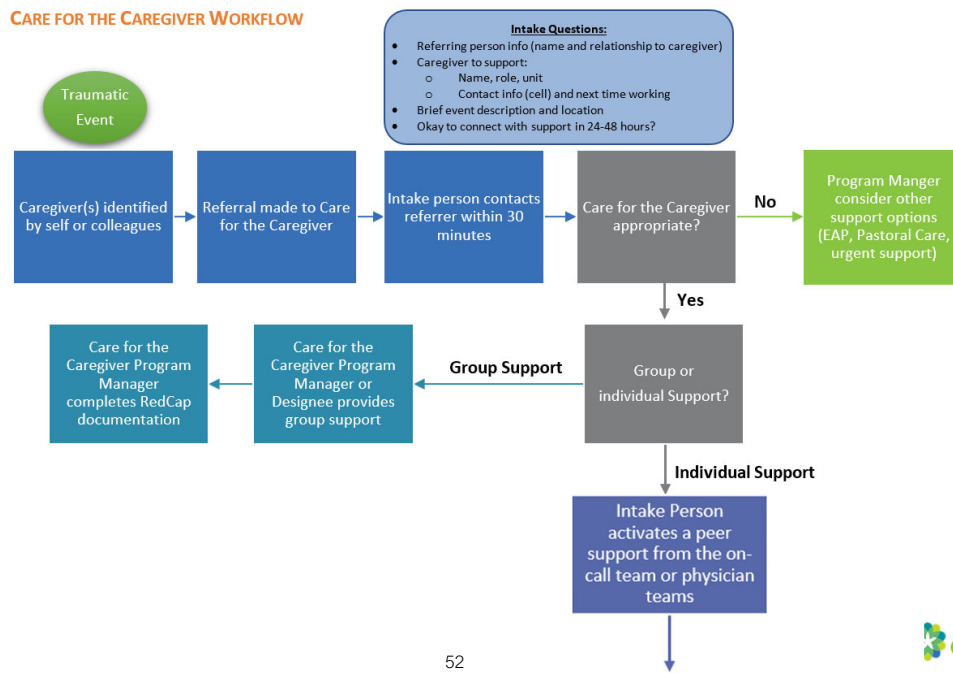 CARE FOR THE CAREGIVER WORKFLOW
Intake Questions:
• Referring person info (name and relationship to caregiver)
• Caregiver to support:
o Name, role, unit
o Contact info (cell) and next time working
• Brief event description and location
• Okay to connect with support in 24-48 hours?
Traumatic
Event
Caregiver(s) identified
by self or colleagues
Referral made to Care
for the Caregiver
Intake person contacts
referrer within 30
minutes
Care for the Caregiver
appropriate?
No
Program Manger
consider other
support options
(EAP, Pastoral Care,
urgent support)
Yes
Group or
individual Support?
Group Support
Care for the
Caregiver Program
Manager or
Designee provides
group support
Care for the
Caregiver Program
Manager
completes RedCap
documentation
Individual Support
Intake Person
activates a peer
support from the on-
call team or physician
teams
52